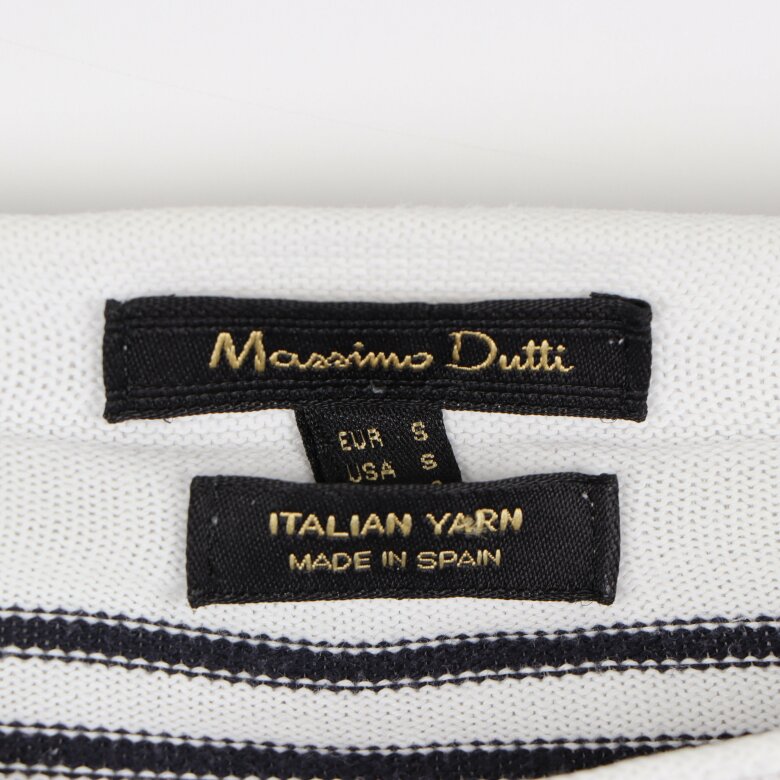 Massimo Dutti
EUR S
USA S
ITALIAN YARN
MADE IN SPAIN